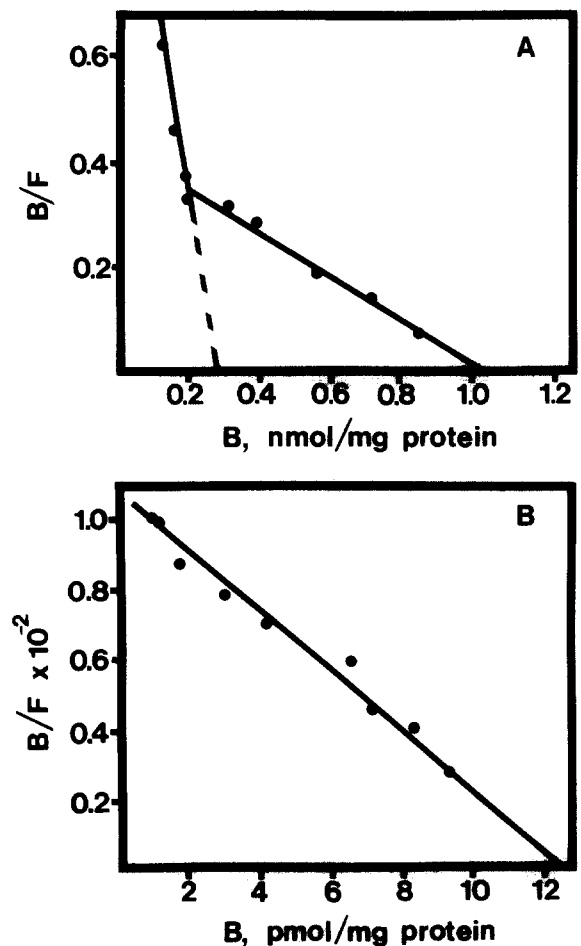 A
0.6
0.4
0.2
B/F
0.2 0.4 0.6 0.8 1.0 1.2
B, nmol/mg protein
B
1.0
0.8
0.6
0.4
0.2
B/F x 10⁻²
2 4 6 8 10 12
B, pmol/mg protein